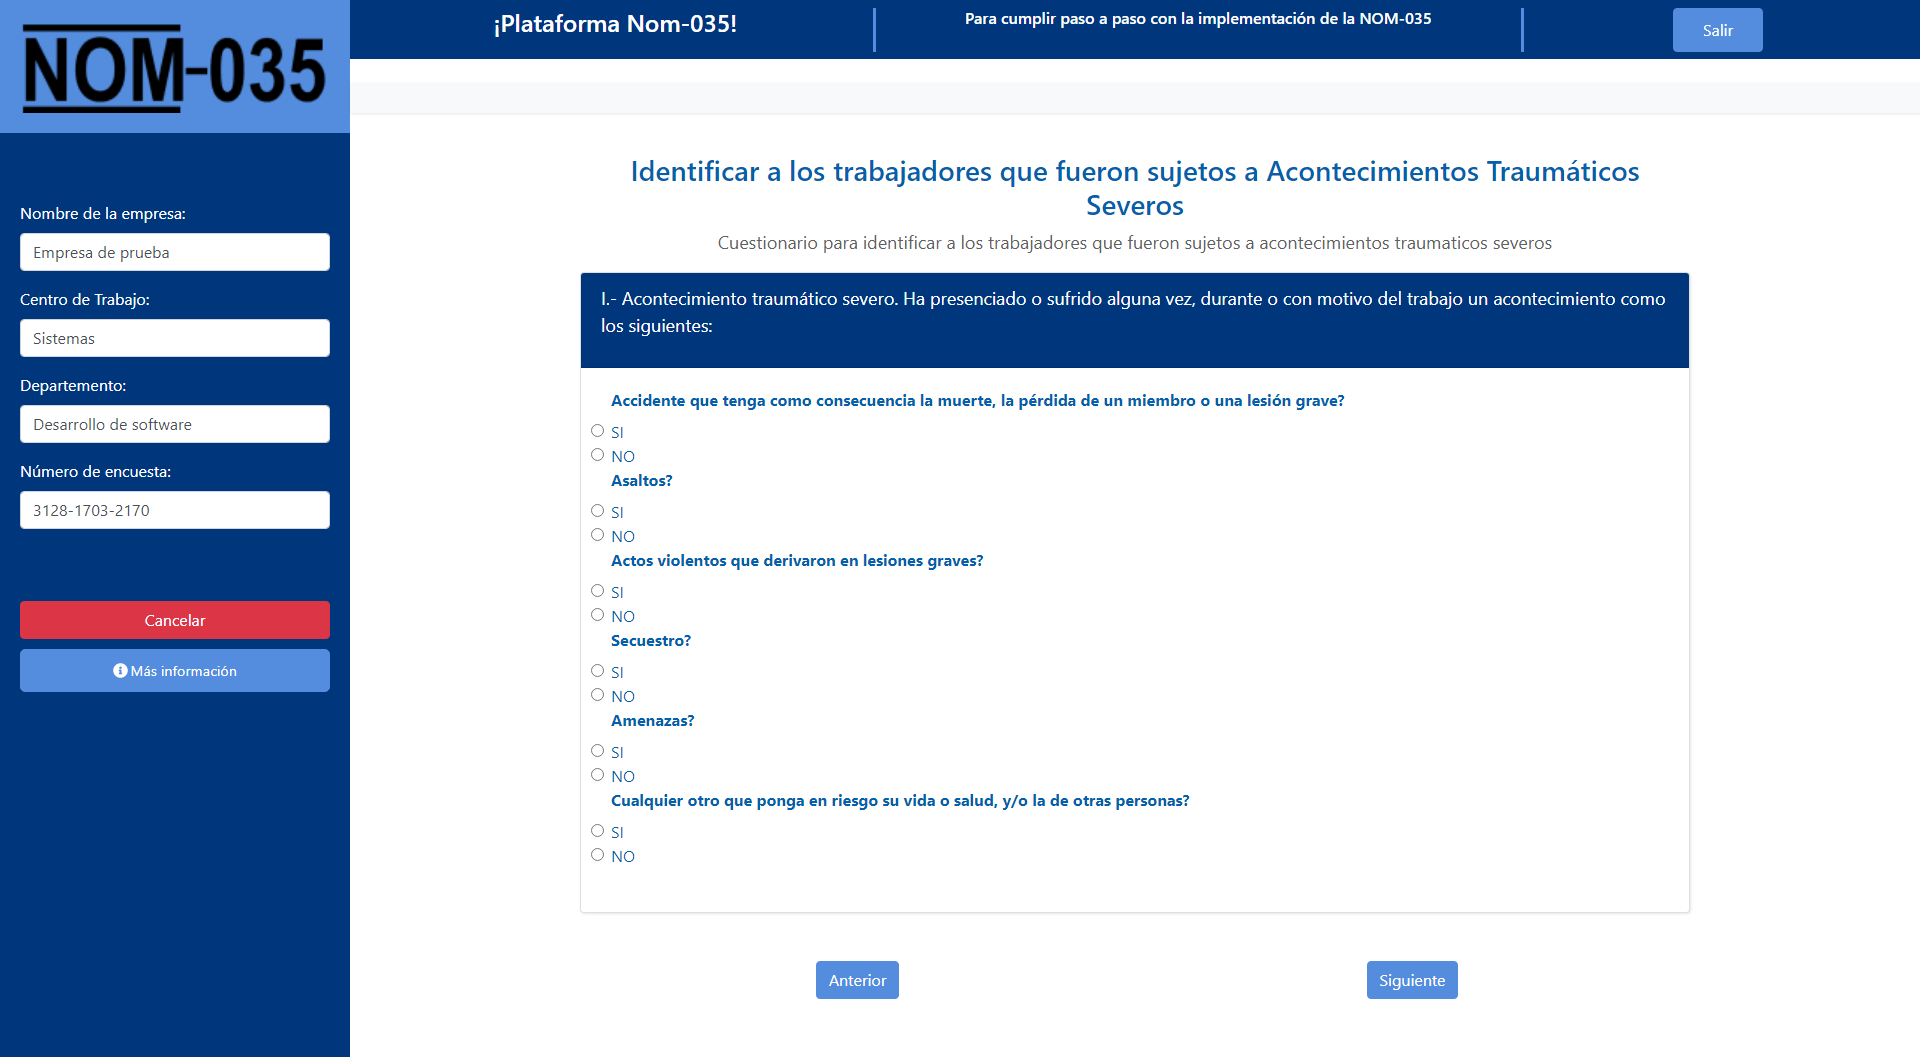 NOM-035
¡Plataforma Nom-035!
Para cumplir paso a paso con la implementación de la NOM-035
Salir
Nombre de la empresa:
Empresa de prueba
Centro de Trabajo:
Sistemas
Departemento:
Desarrollo de software
Número de encuesta:
3128-1703-2170
Cancelar
Más información
Identificar a los trabajadores que fueron sujetos a Acontecimientos Traumáticos
Severos
Cuestionario para identificar a los trabajadores que fueron sujetos a acontecimientos traumaticos severos
I.- Acontecimiento traumático severo. Ha presenciado o sufrido alguna vez, durante o con motivo del trabajo un acontecimiento como
los siguientes:
Accidente que tenga como consecuencia la muerte, la pérdida de un miembro o una lesión grave?
SI
NO
Asaltos?
SI
NO
Actos violentos que derivaron en lesiones graves?
SI
NO
Secuestro?
SI
NO
Amenazas?
SI
NO
Cualquier otro que ponga en riesgo su vida o salud, y/o la de otras personas?
SI
NO
Anterior
Siguiente